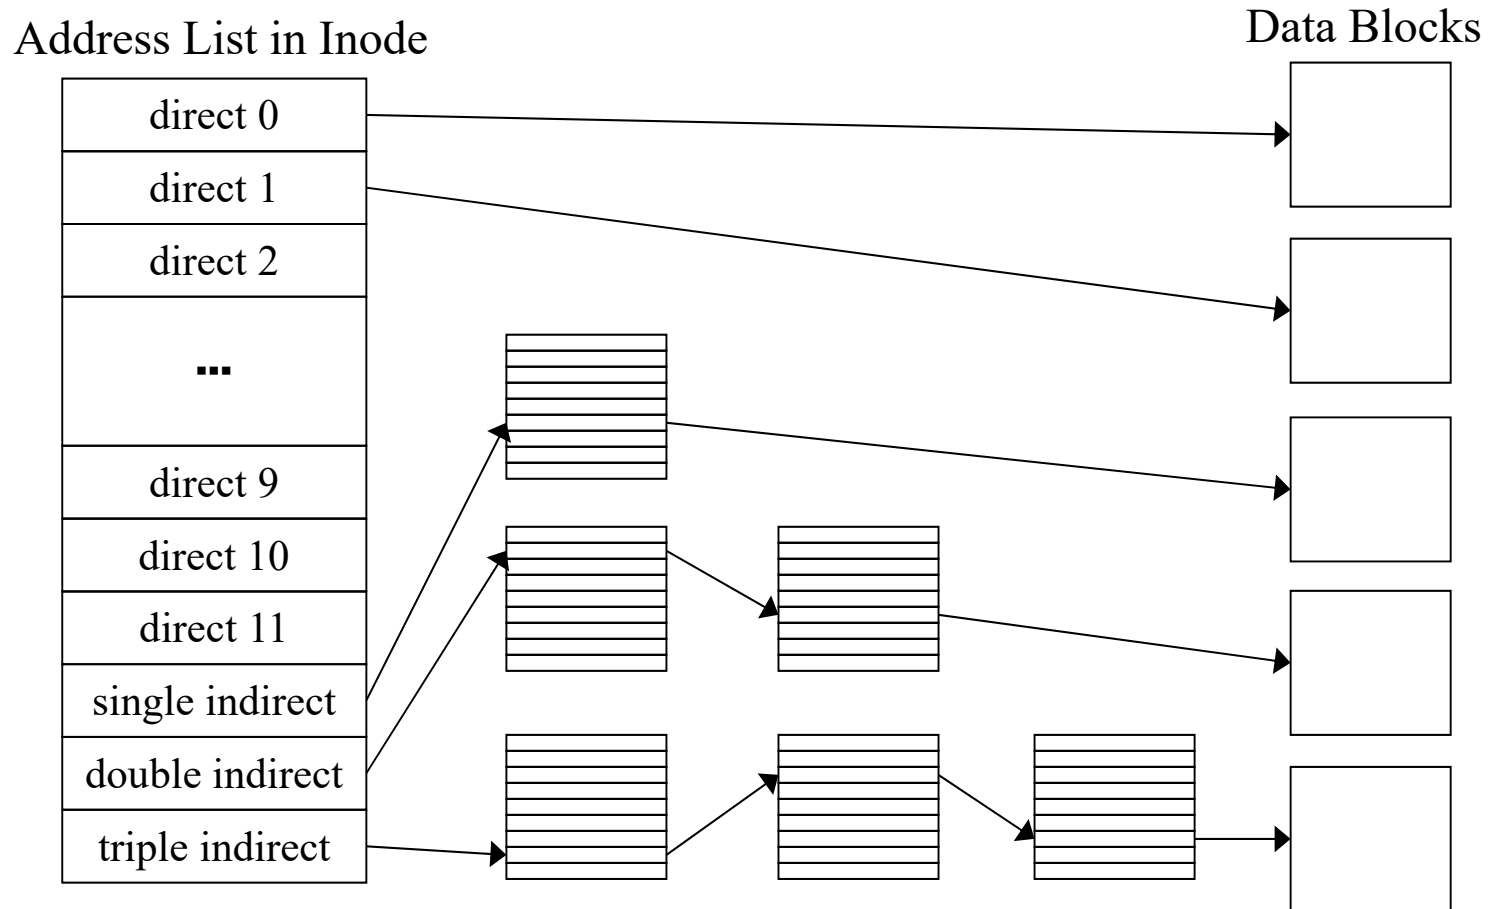 Address List in Inode
Data Blocks
direct 0
direct 1
direct 2
...
direct 9
direct 10
direct 11
single indirect
double indirect
triple indirect